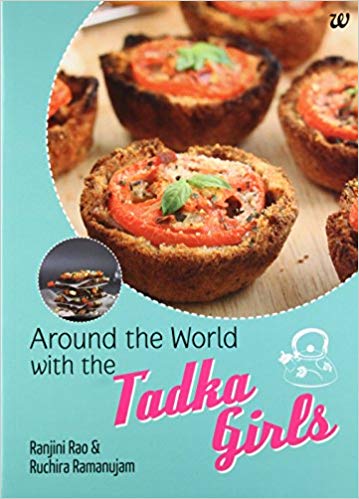 w
Around the World
with the
Tadka
Girls
Ranjini Rao &
Ruchira Ramanujam